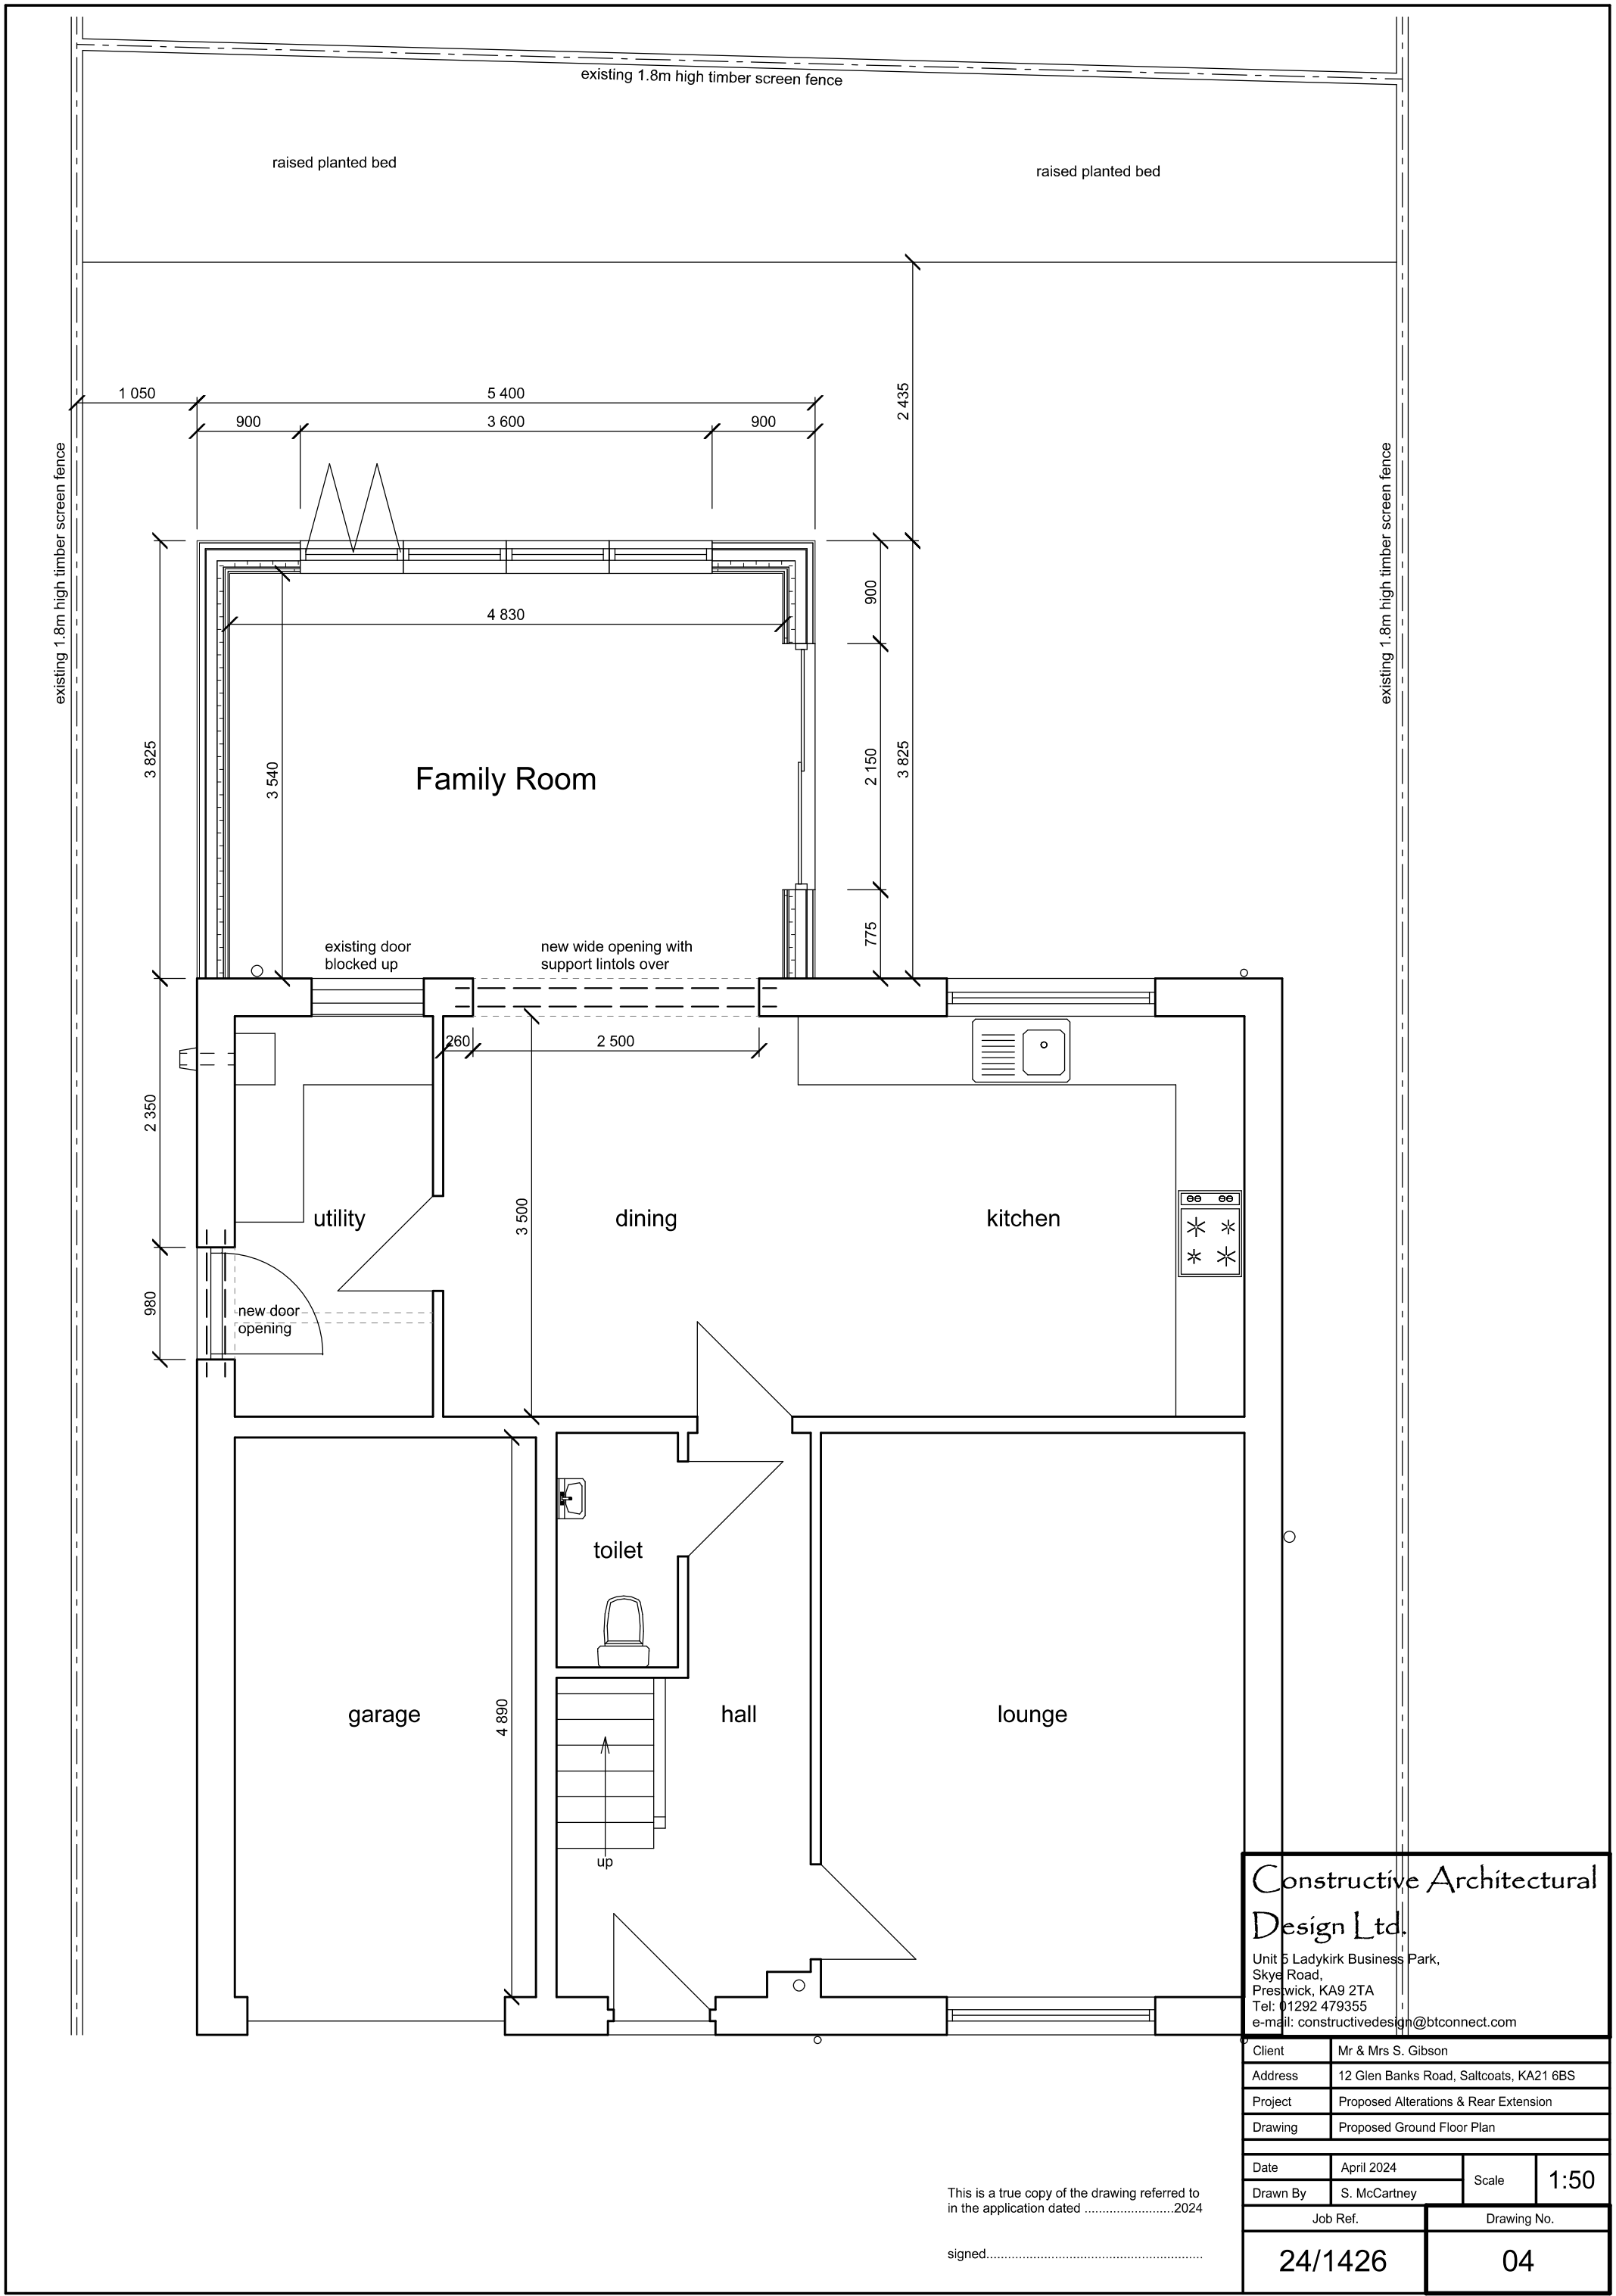 existing 1.8m high timber screen fence
raised planted bed
raised planted bed
1 050
5 400
900
3 600
900
2 435
existing 1.8m high timber screen fence
existing 1.8m high timber screen fence
4 830
900
3 825
3 540
Family Room
2 150
3 825
775
existing door
blocked up
new wide opening with
support lintols over
260
2 500
2 350
utility
3 500
dining
kitchen
980
new door
opening
toilet
garage
4 890
hall
lounge
up
Constructive Architectural
Design Ltd.
Unit 5 Ladykirk Business Park,
Skye Road,
Prestwick, KA9 2TA
Tel: 01292 479355
e-mail: constructivedesign@btconnect.com
Client Mr & Mrs S. Gibson
Address 12 Glen Banks Road, Saltcoats, KA21 6BS
Project Proposed Alterations & Rear Extension
Drawing Proposed Ground Floor Plan
Date April 2024
Scale 1:50
Drawn By S. McCartney
Job Ref. Drawing No.
24/1426 04
This is a true copy of the drawing referred to
in the application dated .........................2024
signed............................................................